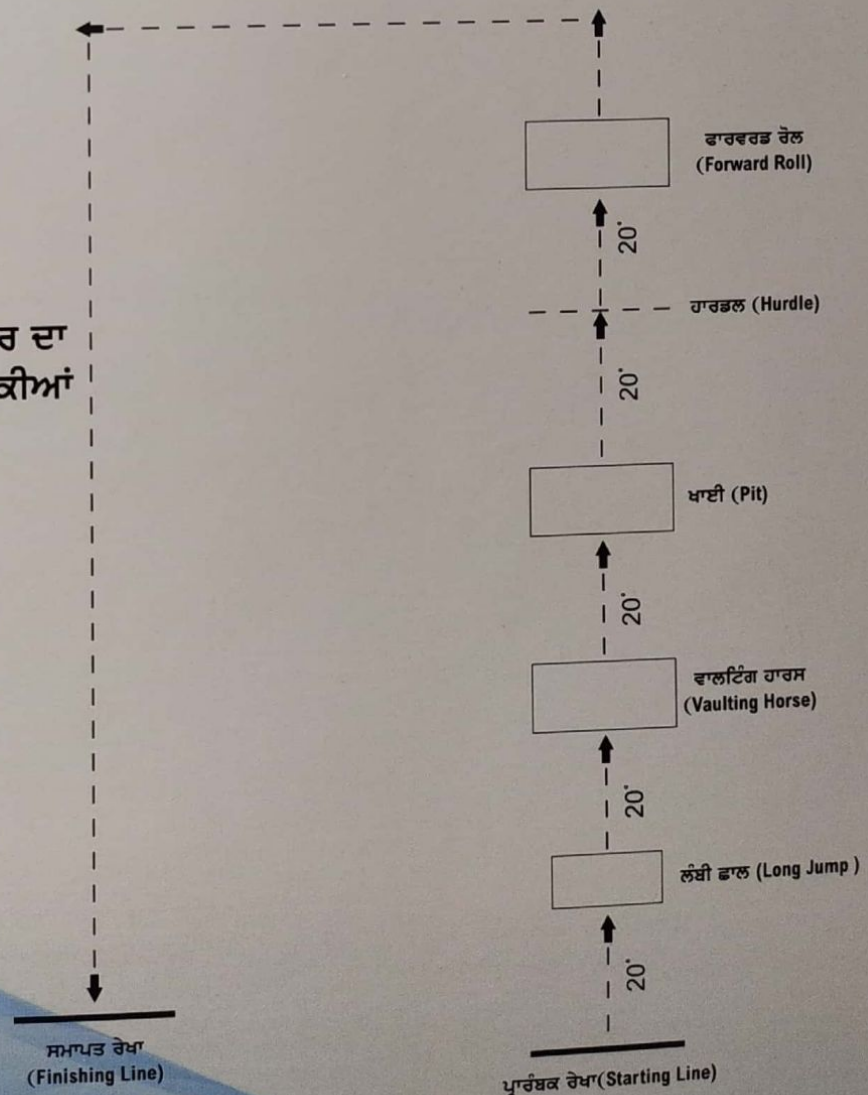 ਫਾਰਵਰਡ ਰੋਲ
(Forward Roll)
20'
ਹਾਰਡਲ (Hurdle)
ਰ ਦਾ
ਕੀਆਂ
20'
ਖਾਈ (Pit)
20'
ਵਾਲਟਿੰਗ ਹਾਰਸ
(Vaulting Horse)
20'
ਲੰਬੀ ਛਾਲ (Long Jump )
20'
ਸਮਾਪਤ ਰੇਖਾ
(Finishing Line)
ਪ੍ਰਾਰੰਬਕ ਰੇਖਾ(Starting Line)